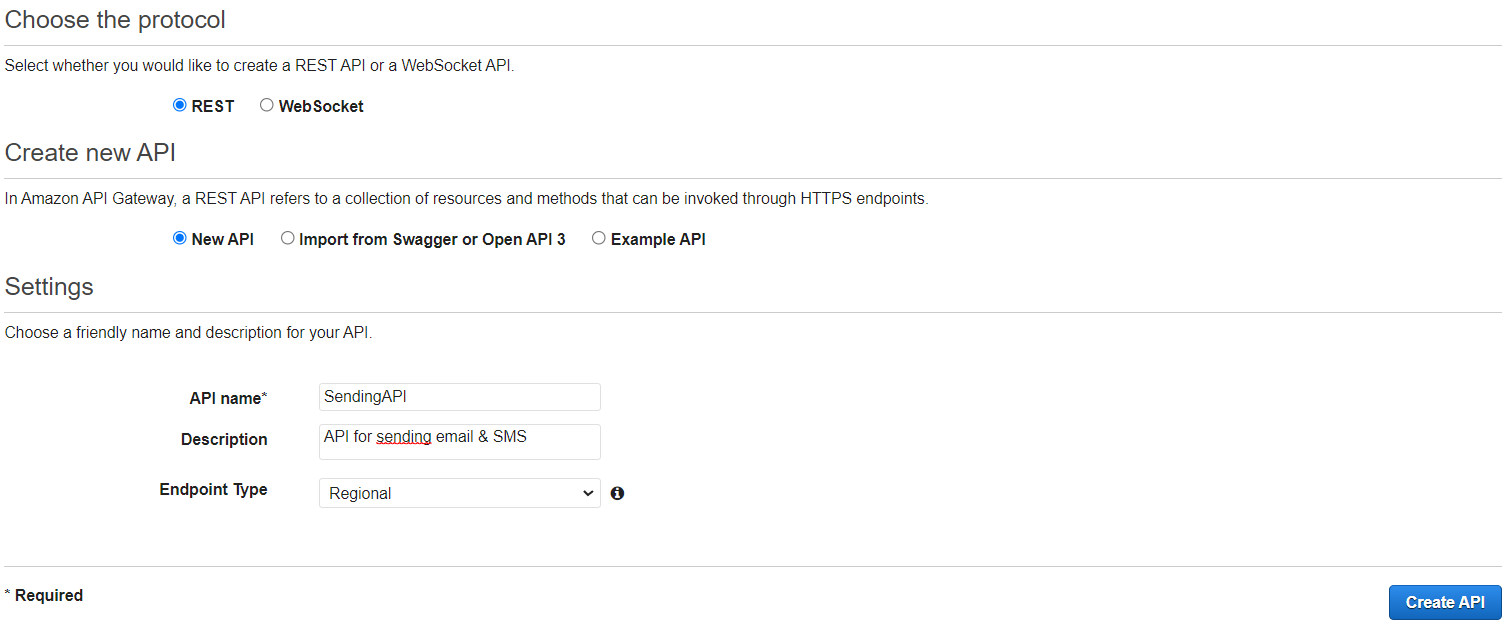 Choose the protocol
Select whether you would like to create a REST API or a WebSocket API.
REST WebSocket
Create new API
In Amazon API Gateway, a REST API refers to a collection of resources and methods that can be invoked through HTTPS endpoints.
New API Import from Swagger or Open API 3 Example API
Settings
Choose a friendly name and description for your API.
API name* SendingAPI
Description API for sending email & SMS
Endpoint Type Regional
* Required
Create API